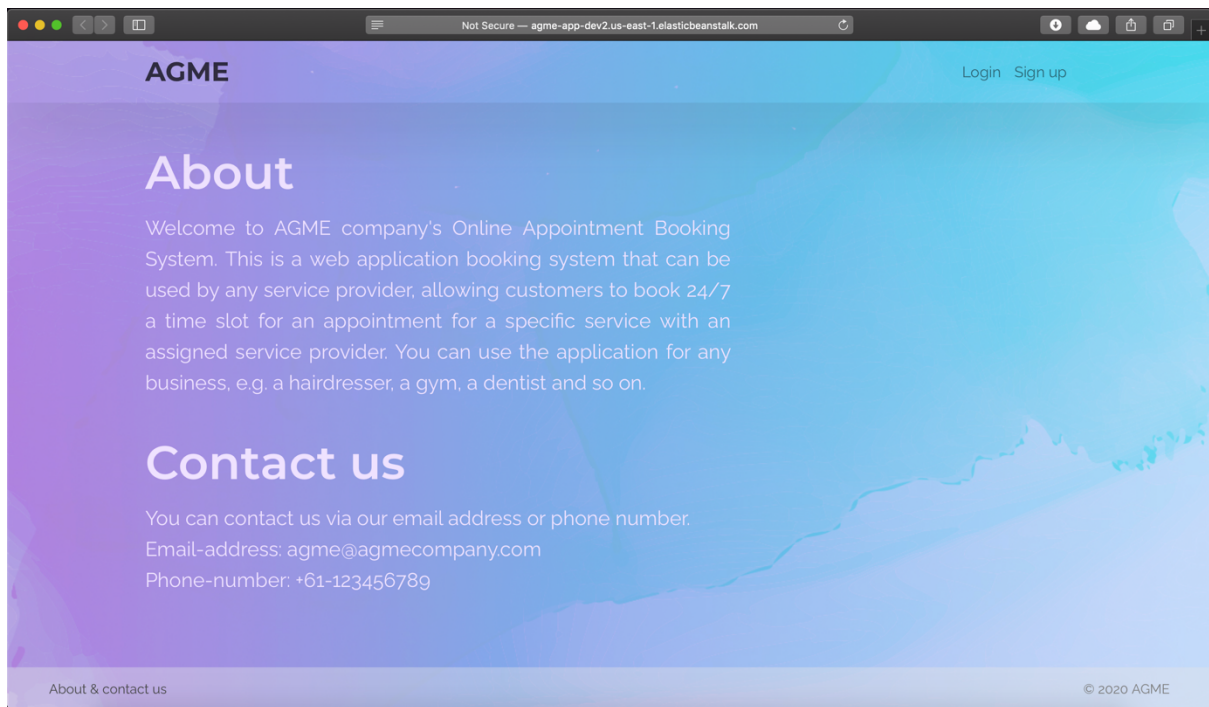 Not Secure — agme-app-dev2.us-east-1.elasticbeanstalk.com
AGME
Login Sign up
About
Welcome to AGME company's Online Appointment Booking
System. This is a web application booking system that can be
used by any service provider, allowing customers to book 24/7
a time slot for an appointment for a specific service with an
assigned service provider. You can use the application for any
business, e.g. a hairdresser, a gym, a dentist and so on.
Contact us
You can contact us via our email address or phone number.
Email-address: agme@agmecompany.com
Phone-number: +61-123456789
About & contact us
© 2020 AGME